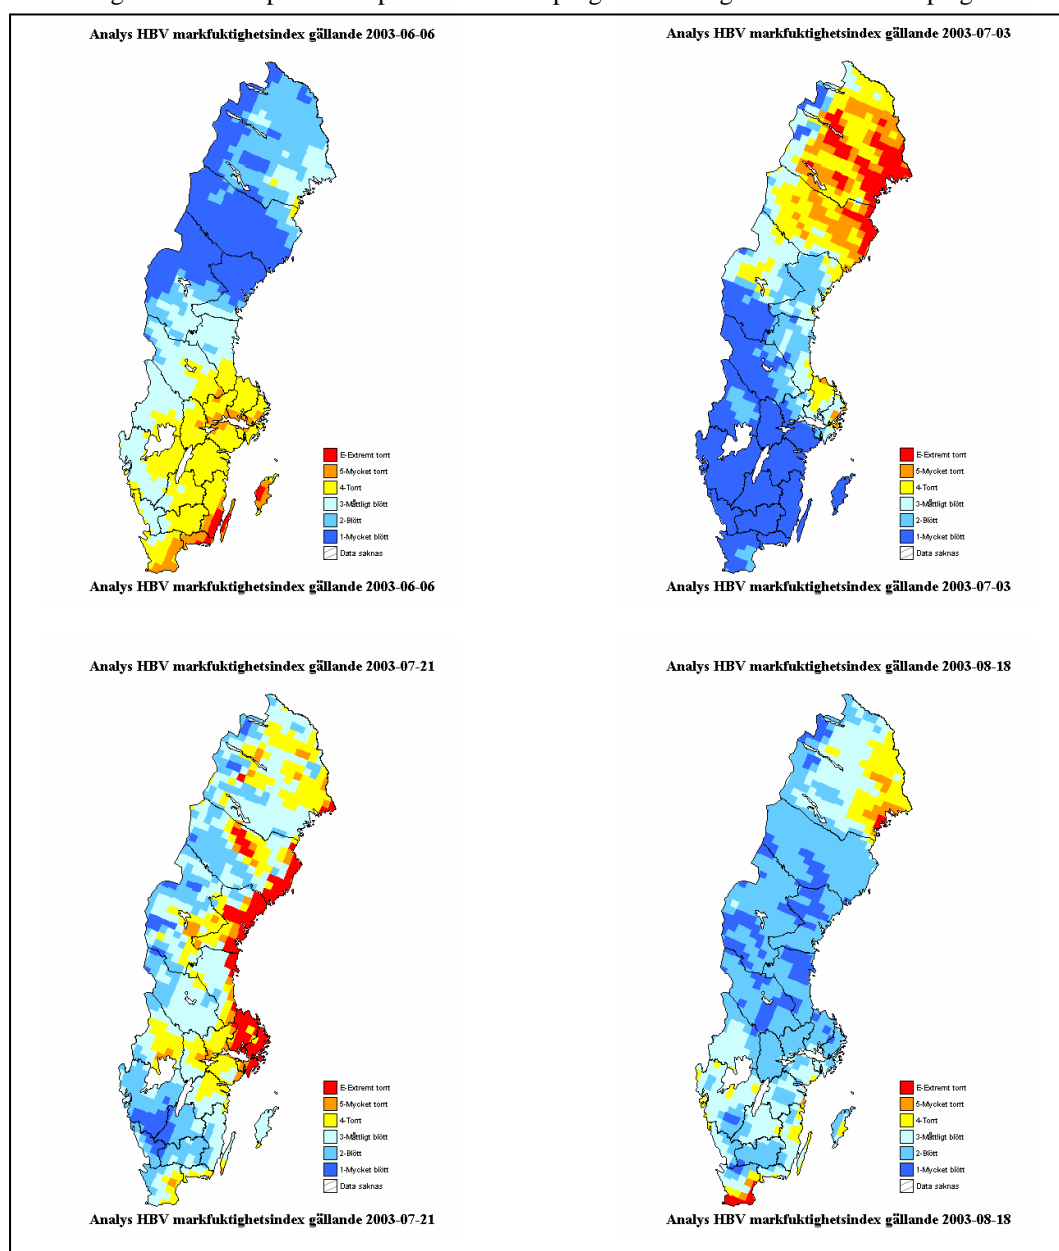 Analys HBV markfuktighetsindex gällande 2003-06-06
E-Extremt torrt
5-Mycket torrt
4-Torrt
3-Måttligt blött
2-Blött
1-Mycket blött
Data saknas
Analys HBV markfuktighetsindex gällande 2003-06-06
Analys HBV markfuktighetsindex gällande 2003-07-03
E-Extremt torrt
5-Mycket torrt
4-Torrt
3-Måttligt blött
2-Blött
1-Mycket blött
Data saknas
Analys HBV markfuktighetsindex gällande 2003-07-03
Analys HBV markfuktighetsindex gällande 2003-07-21
E-Extremt torrt
5-Mycket torrt
4-Torrt
3-Måttligt blött
2-Blött
1-Mycket blött
Data saknas
Analys HBV markfuktighetsindex gällande 2003-07-21
Analys HBV markfuktighetsindex gällande 2003-08-18
E-Extremt torrt
5-Mycket torrt
4-Torrt
3-Måttligt blött
2-Blött
1-Mycket blött
Data saknas
Analys HBV markfuktighetsindex gällande 2003-08-18